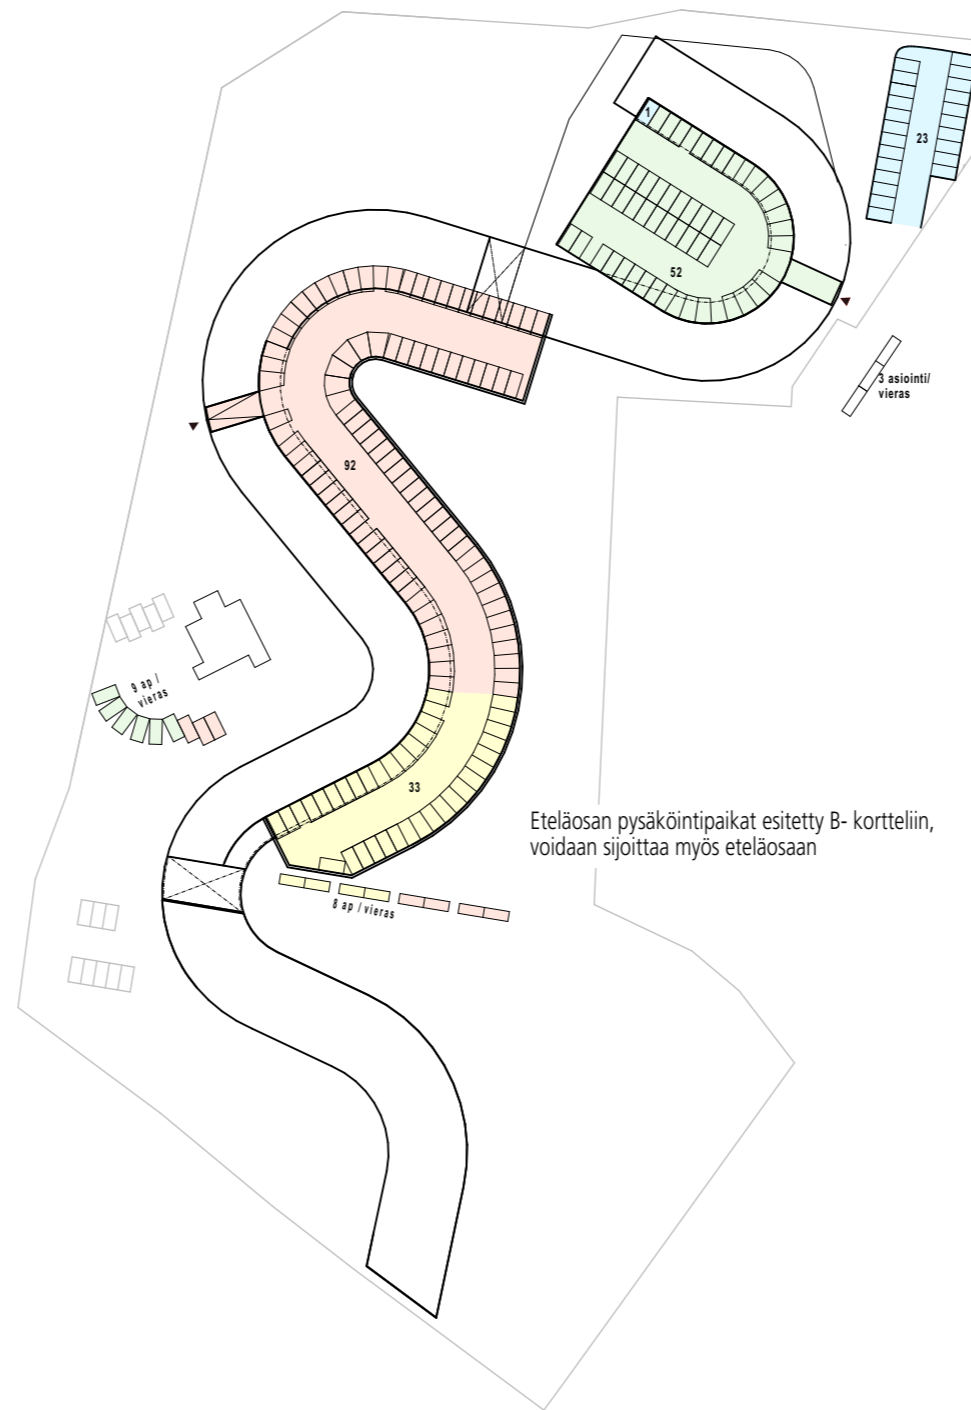 1
23
52
3 asiointi/
vieras
92
9 ap /
vieras
33
Eteläosan pysäköintipaikat esitetty B- kortteliin,
voidaan sijoittaa myös eteläosaan
8 ap / vieras